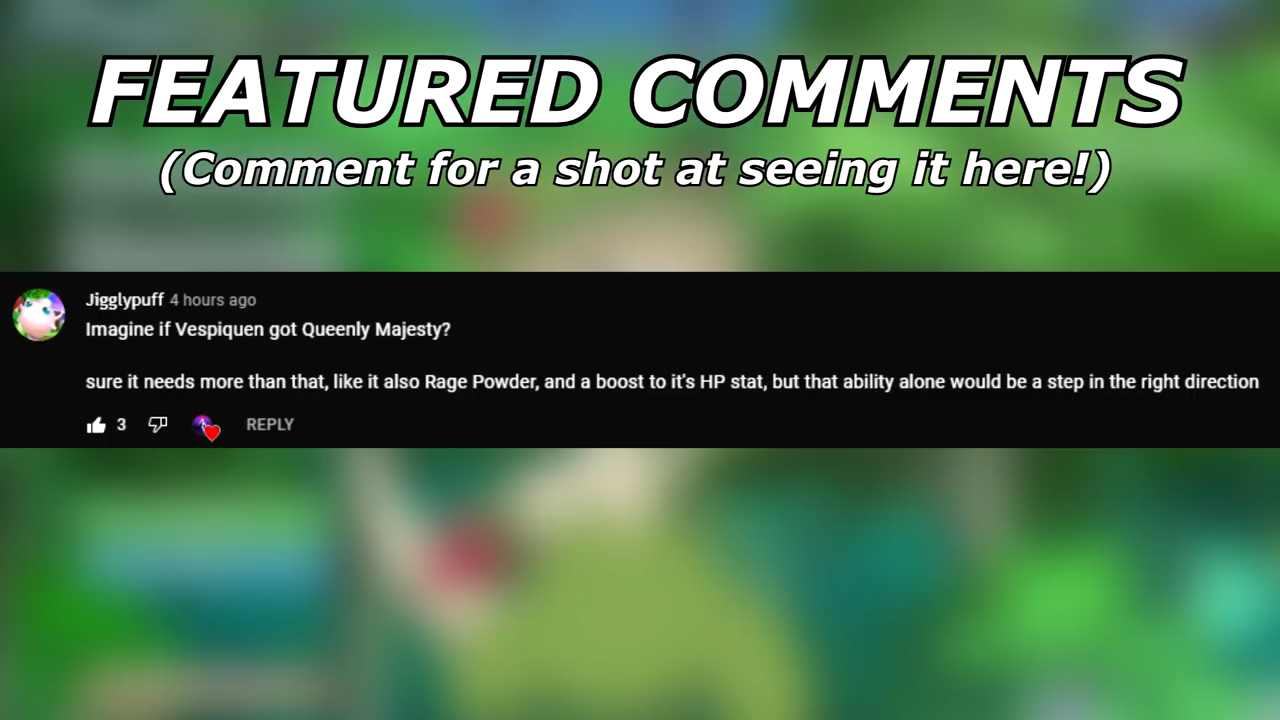 FEATURED COMMENTS
(Comment for a shot at seeing it here!)
Jigglypuff 4 hours ago
Imagine if Vespiquen got Queenly Majesty?
sure it needs more than that, like it also Rage Powder, and a boost to it's HP stat, but that ability alone would be a step in the right direction
3 REPLY